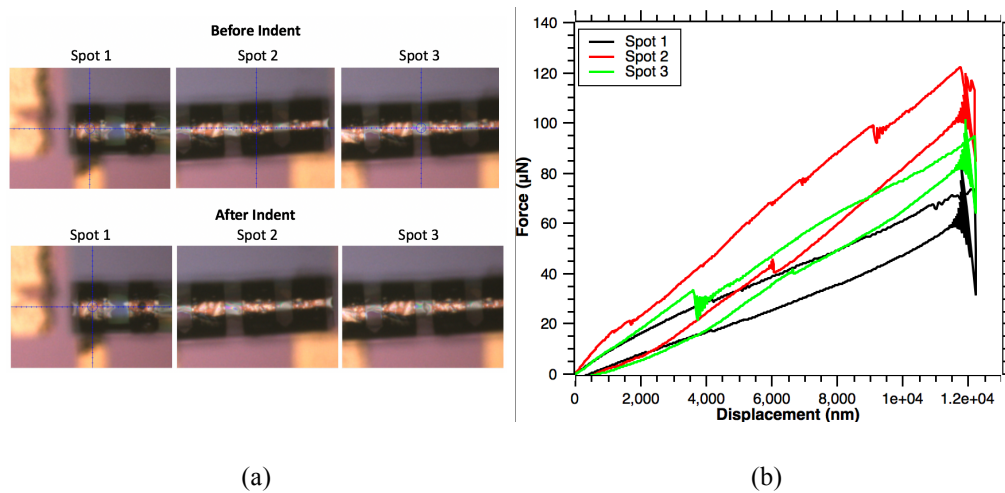 Before Indent
Spot 1 Spot 2 Spot 3
After Indent
Spot 1 Spot 2 Spot 3
(a)
140
120
100
80
60
40
20
0
Force (µN)
Spot 1
Spot 2
Spot 3
0 2,000 4,000 6,000 8,000 1e+04 1.2e+04
Displacement (nm)
(b)